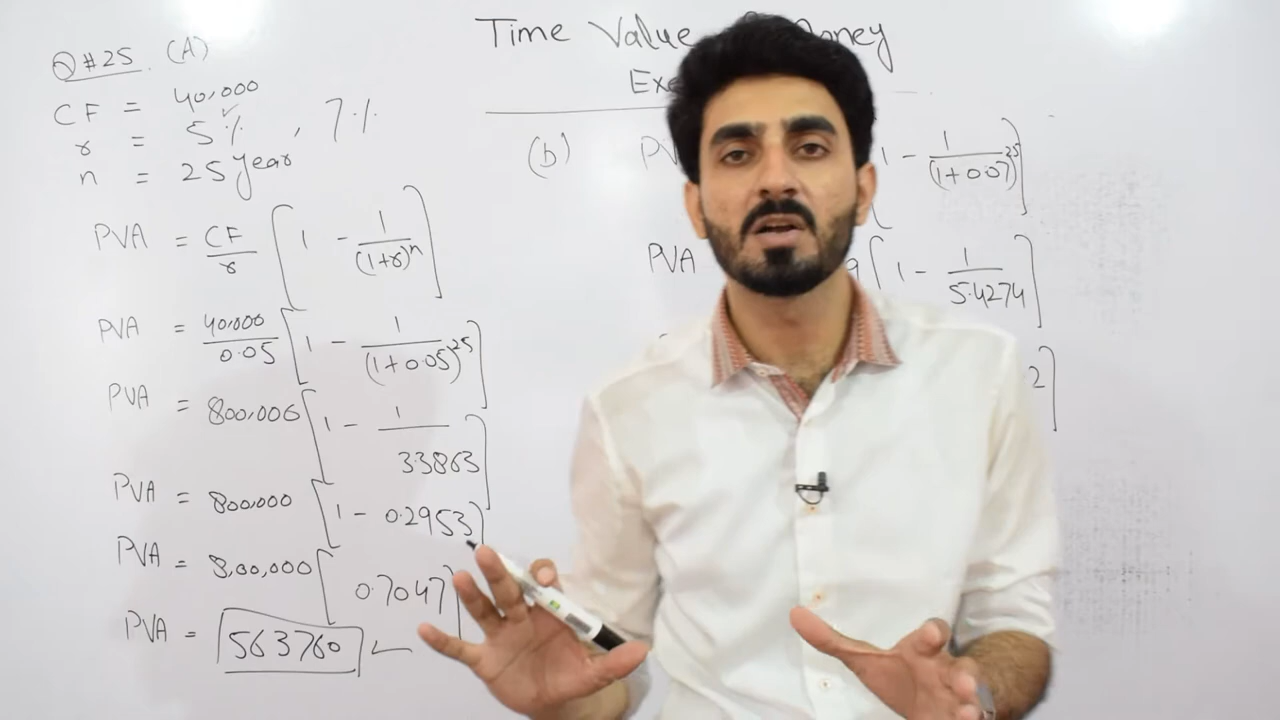 Time Value Money
Exe
Q#25. (A)
CF = 40,000
r = 5% , 7%
n = 25 year
PVA = CF/r [1 - 1/(1+r)^n]
PVA = 40,000/0.05 [1 - 1/(1+0.05)^25]
PVA = 800,000 [1 - 1/33863]
PVA = 800,000 [1 - 0.2953]
PVA = 8,00,000 [0.7047]
PVA = 563760
(b) PV 1 - 1/(1+0.07)^25]
PVA 9 [1 - 1/5.4274]
2]